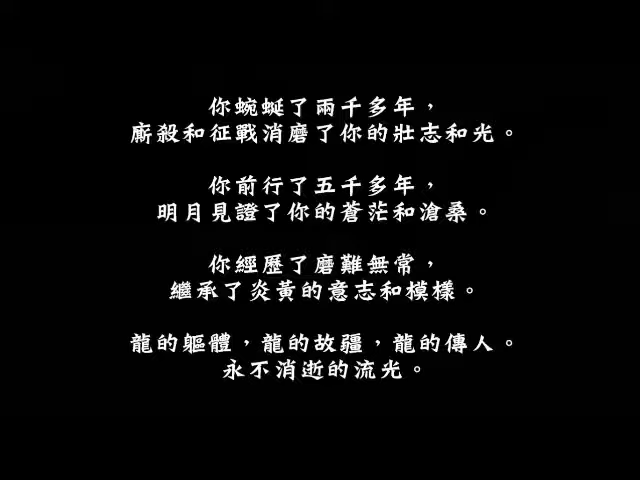 你蜿蜒了兩千多年，
廝殺和征戰消磨了你的壯志和光。
你前行了五千多年，
明月見證了你的蒼茫和滄桑。
你經歷了磨難無常，
繼承了炎黃的意志和模樣。
龍的軀體，龍的故疆，龍的傳人。
永不消逝的流光。